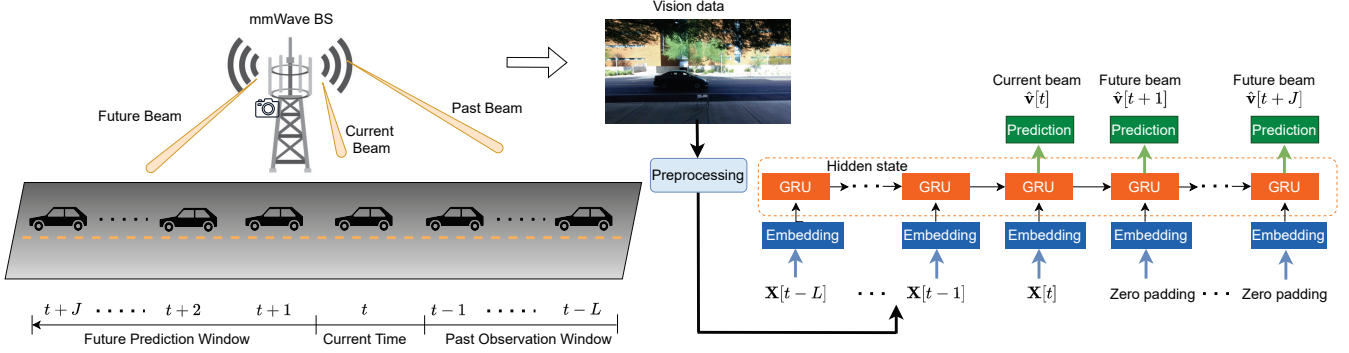 mmWave BS
Future Beam
Current
Beam
Past Beam
t + J ····· t + 2 t + 1 t t − 1 ····· t − L
Future Prediction Window Current Time Past Observation Window
Vision data
Preprocessing
Current beam Future beam Future beam
v̂[t] v̂[t + 1] v̂[t + J]
Prediction Prediction Prediction
Hidden state
GRU ··· GRU GRU GRU ··· GRU
Embedding Embedding Embedding Embedding Embedding
X[t − L] ··· X[t − 1] X[t] Zero padding ··· Zero padding